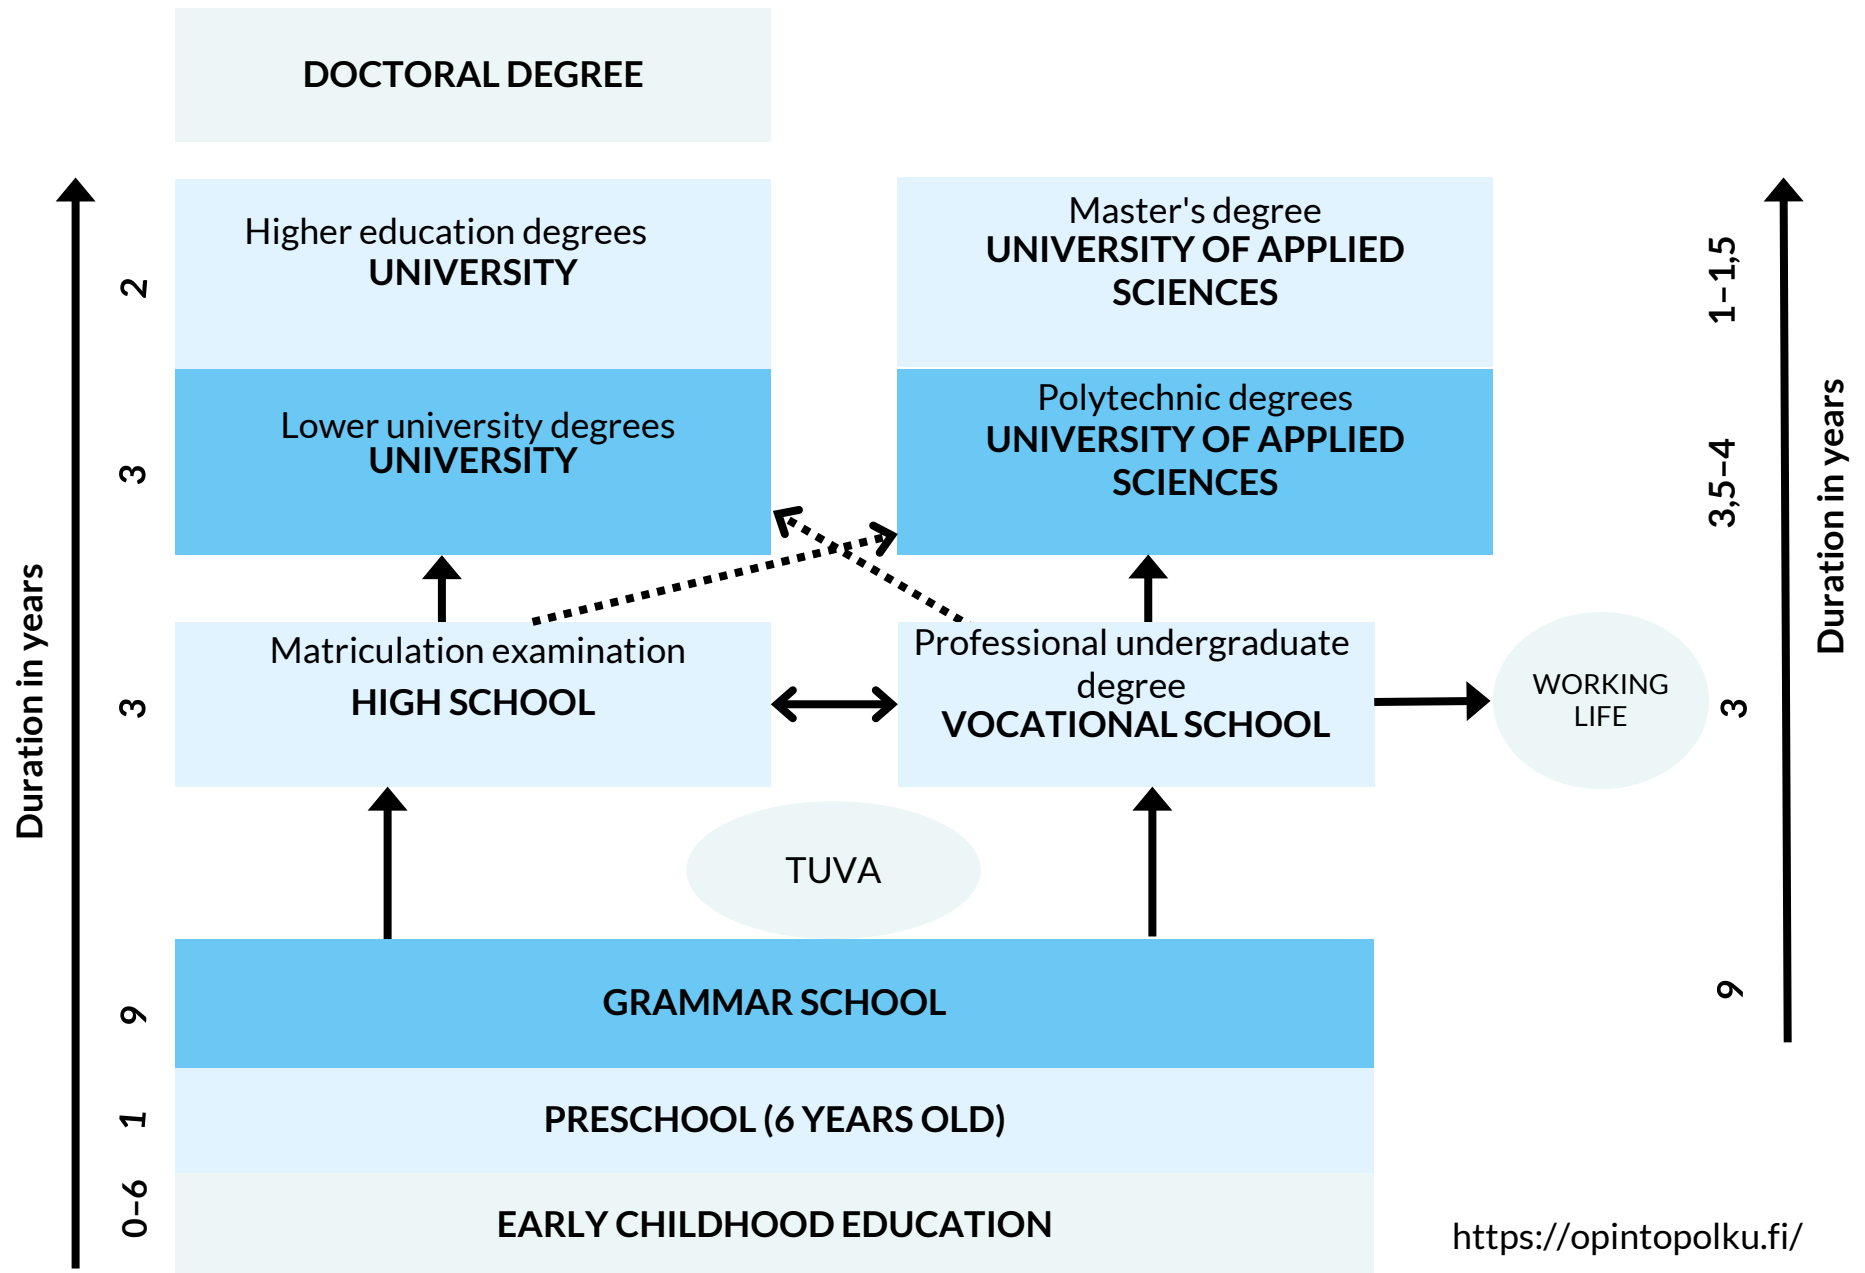 DOCTORAL DEGREE
Higher education degrees
UNIVERSITY
Master's degree
UNIVERSITY OF APPLIED
SCIENCES
2
1–1,5
Lower university degrees
UNIVERSITY
Polytechnic degrees
UNIVERSITY OF APPLIED
SCIENCES
3
3,5–4
Duration in years
Duration in years
Matriculation examination
HIGH SCHOOL
Professional undergraduate
degree
VOCATIONAL SCHOOL
WORKING
LIFE
3
3
TUVA
GRAMMAR SCHOOL
9
9
PRESCHOOL (6 YEARS OLD)
1
EARLY CHILDHOOD EDUCATION
0–6
https://opintopolku.fi/